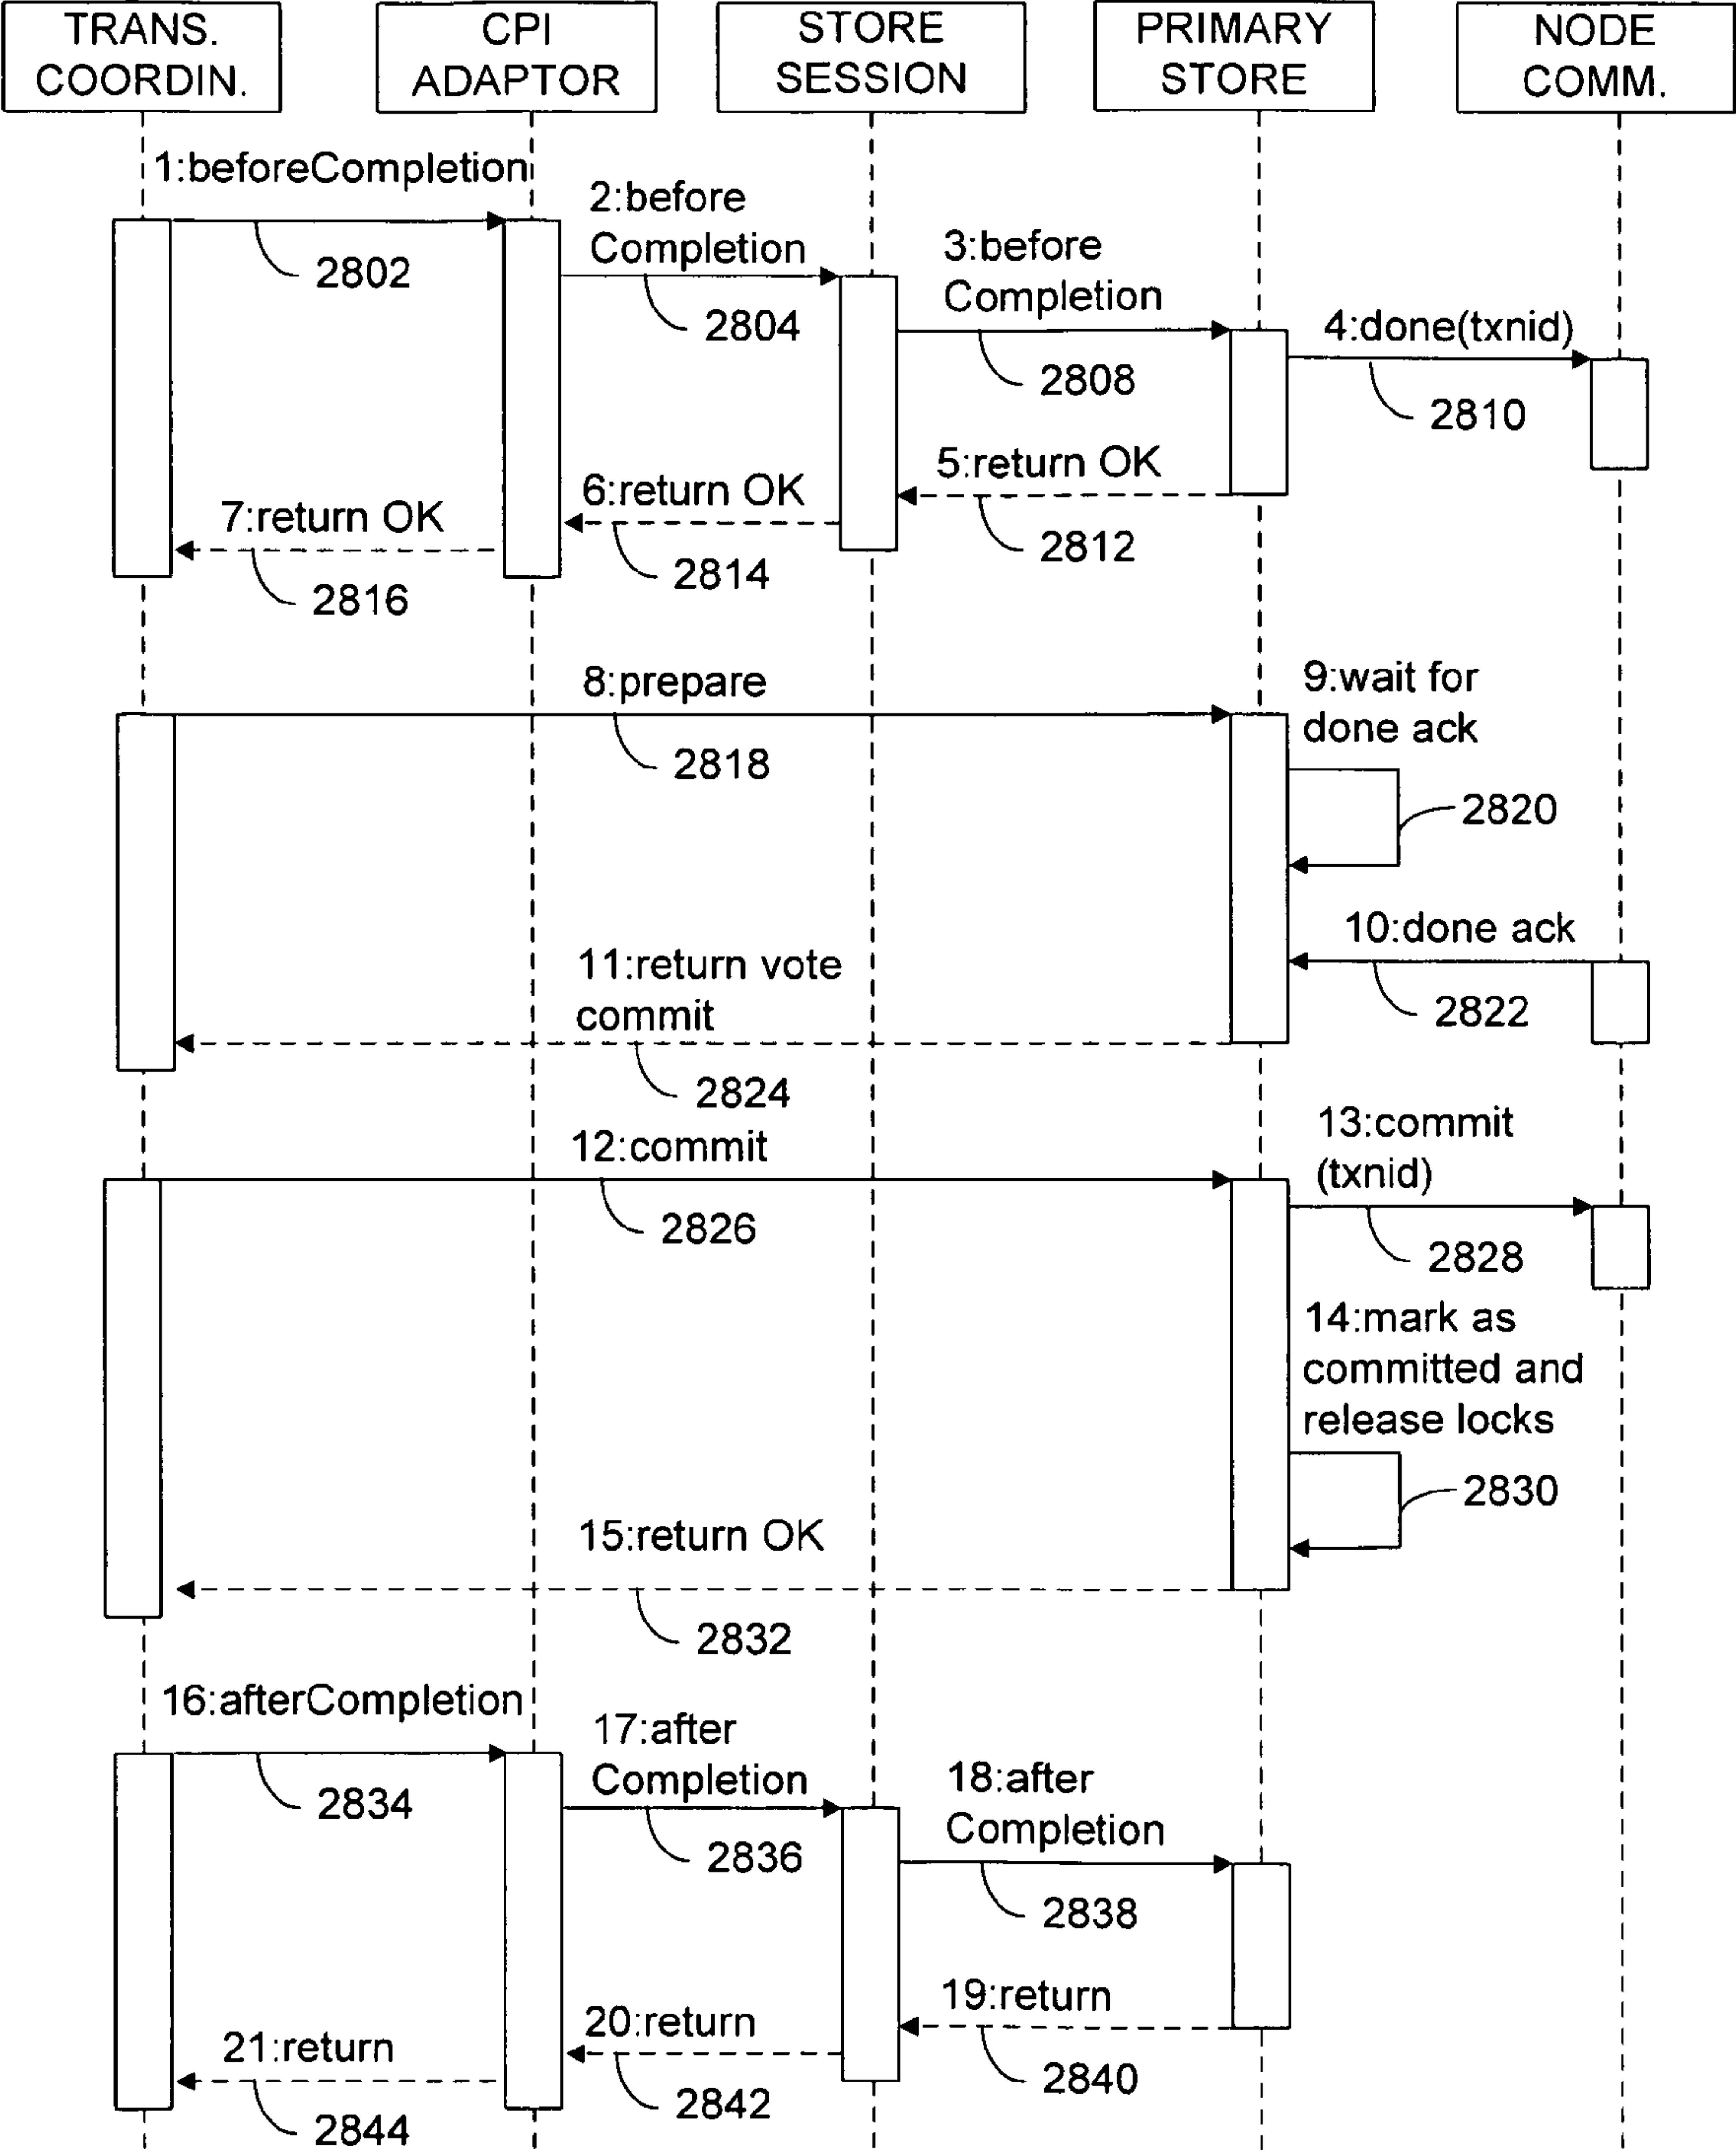 TRANS.
COORDIN.
CPI
ADAPTOR
STORE
SESSION
PRIMARY
STORE
NODE
COMM.
1:beforeCompletion
2802
2:before
Completion
2804
3:before
Completion
2808
4:done(txnid)
2810
5:return OK
2812
6:return OK
2814
7:return OK
2816
8:prepare
2818
9:wait for
done ack
2820
10:done ack
2822
11:return vote
commit
2824
12:commit
2826
13:commit
(txnid)
2828
14:mark as
committed and
release locks
2830
15:return OK
2832
16:afterCompletion
2834
17:after
Completion
2836
18:after
Completion
2838
19:return
2840
20:return
2842
21:return
2844